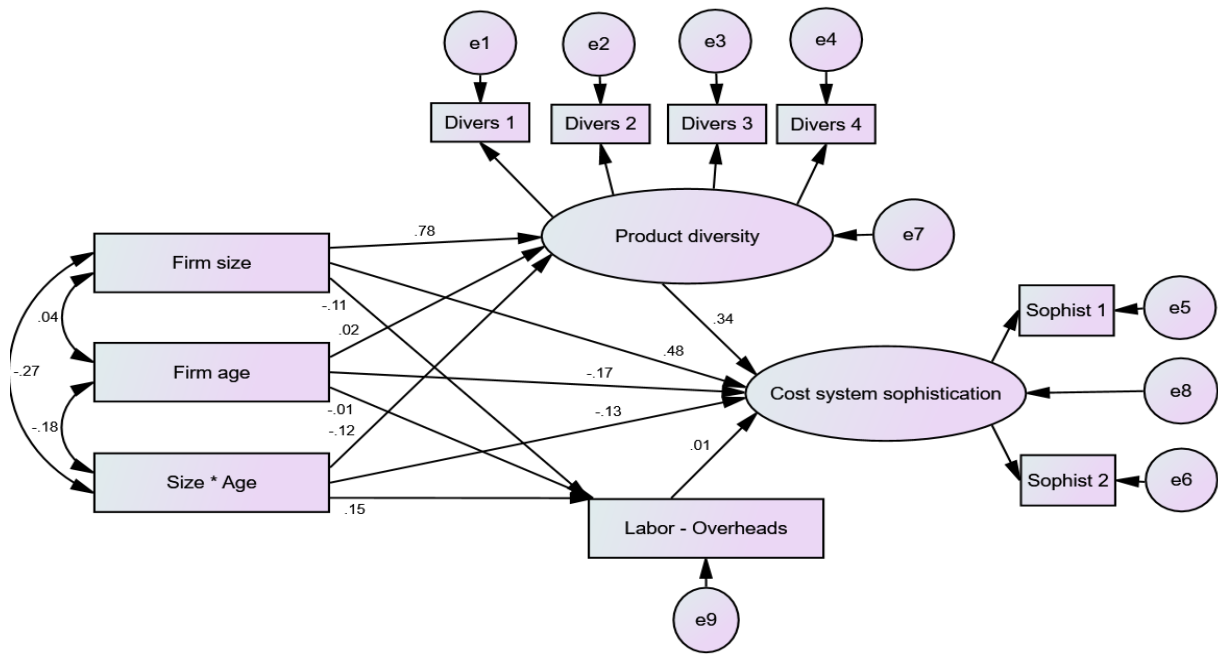 e1
e2
e3
e4
Divers 1
Divers 2
Divers 3
Divers 4
Product diversity
e7
Firm size
.78
-.11
.04
.02
.34
Sophist 1
e5
.48
Firm age
-.27
-.17
Cost system sophistication
e8
-.01
-.13
-.18
-.12
.01
Size * Age
.15
Sophist 2
e6
Labor - Overheads
e9